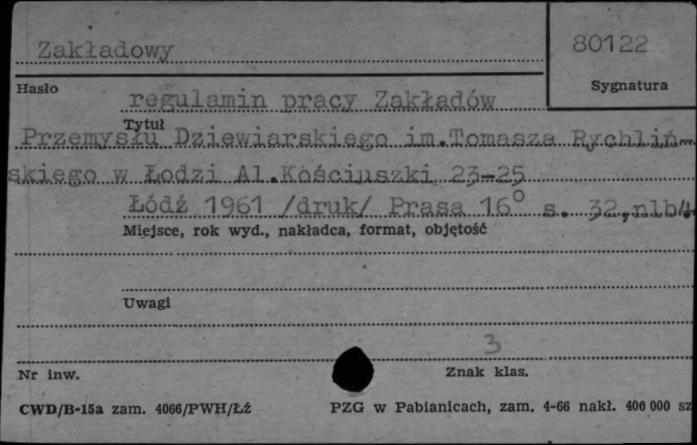 Zakładowy
80122
Hasło
Sygnatura
regulamin pracy Zakładów
Tytuł
Przemysłu Dziewiarskiego im.Tomasza Rychliń-
skiego w Łodzi Al.Kościuszki 23-25
Łódź 1961 /druk/ Prasa 16° s. 32,nlb4.
Miejsce, rok wyd., nakładca, format, objętość
Uwagi
3
Nr inw.
Znak klas.
CWD/B-15a zam. 4066/PWH/Łź
PZG w Pabianicach, zam. 4-66 nakł. 400 000 sz